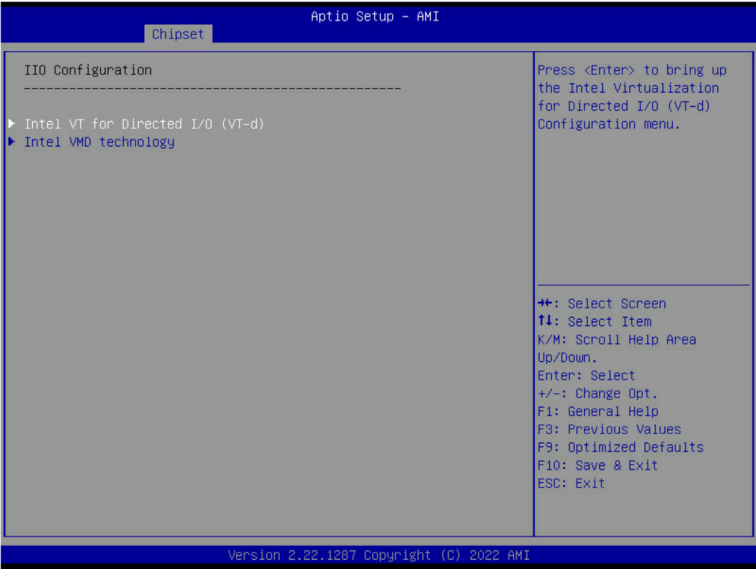 Aptio Setup – AMI
Chipset
IIO Configuration
--------------------------------------------------
Intel VT for Directed I/O (VT-d)
Intel VMD technology
Press <Enter> to bring up
the Intel Virtualization
for Directed I/O (VT-d)
Configuration menu.
→←: Select Screen
↑↓: Select Item
K/M: Scroll Help Area
Up/Down.
Enter: Select
+/-: Change Opt.
F1: General Help
F3: Previous Values
F9: Optimized Defaults
F10: Save & Exit
ESC: Exit
Version 2.22.1287 Copyright (C) 2022 AMI